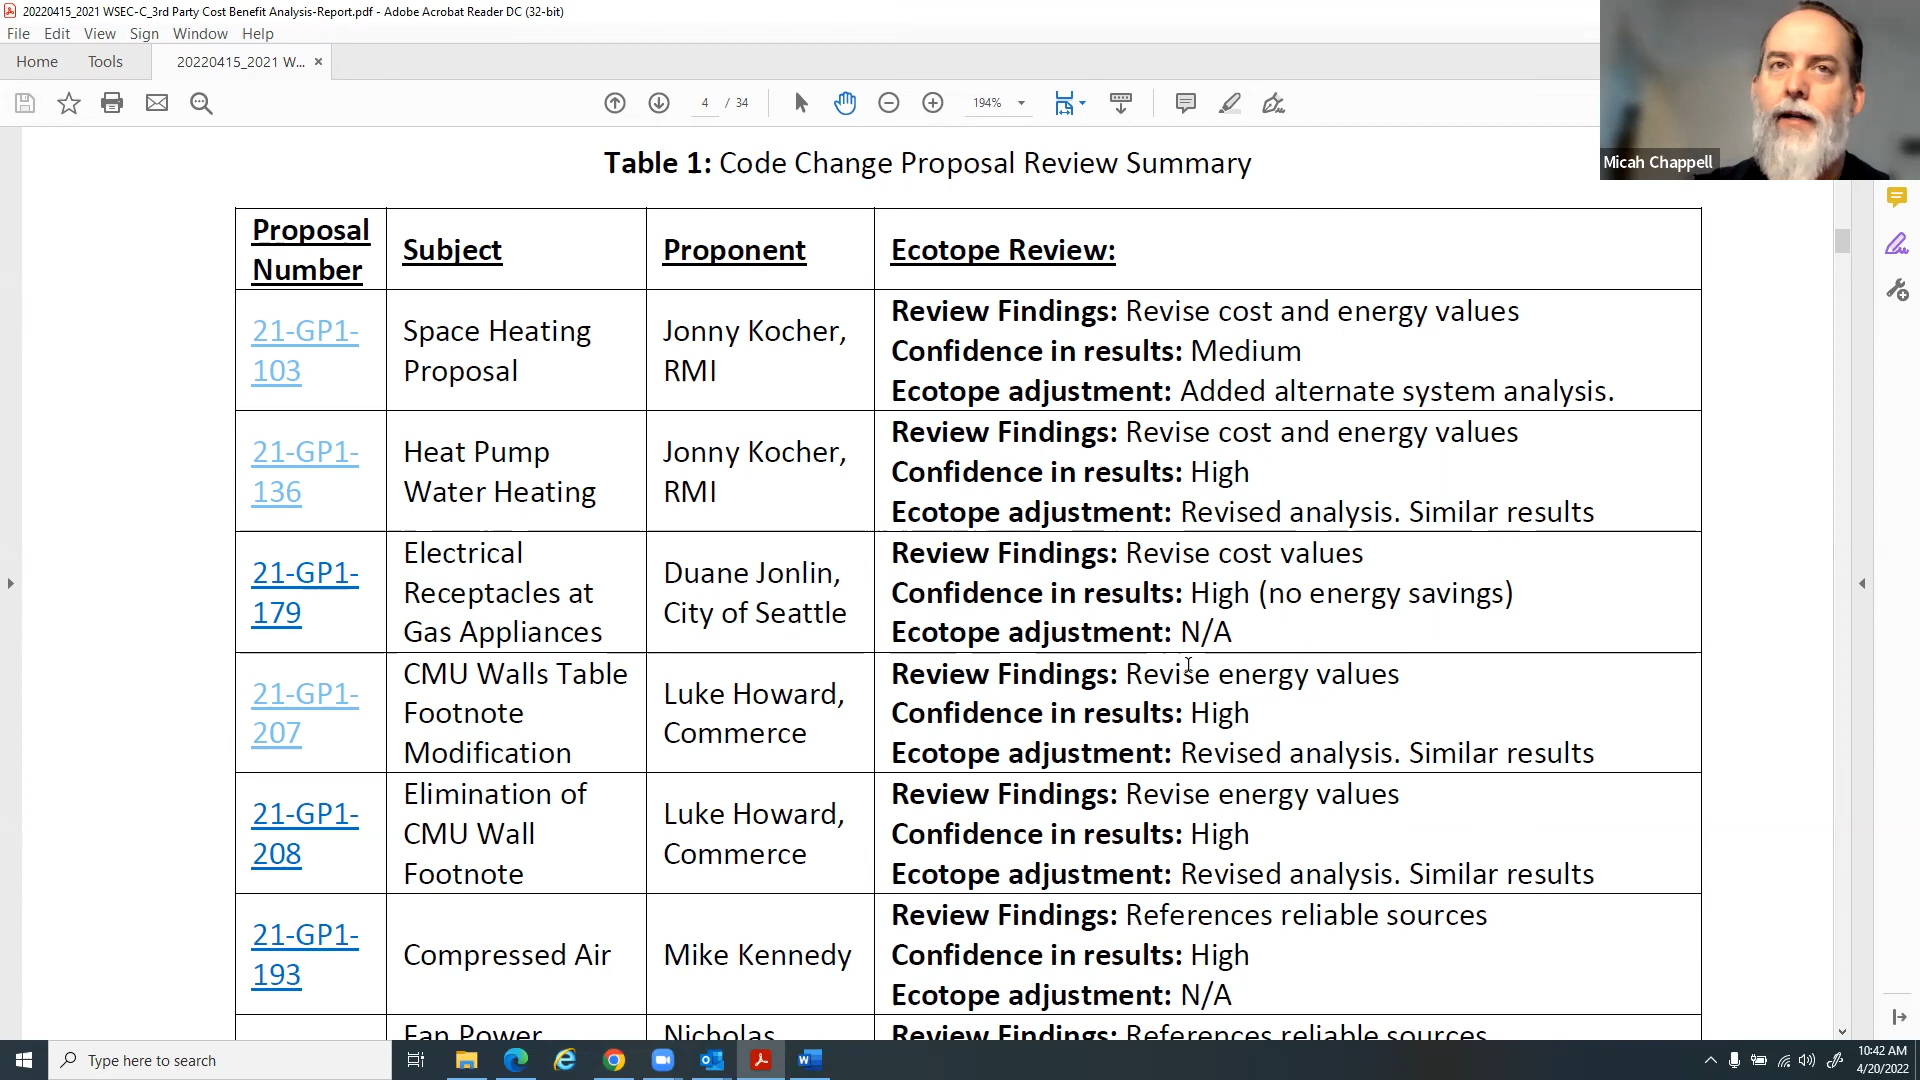 20220415_2021 WSEC-C_3rd Party Cost Benefit Analysis-Report.pdf - Adobe Acrobat Reader DC (32-bit)
File Edit View Sign Window Help
Home Tools 20220415_2021 W... ×
4 / 34 194%
Micah Chappell
Table 1: Code Change Proposal Review Summary
Proposal
Number
Subject
Proponent
Ecotope Review:
21-GP1-
103
Space Heating
Proposal
Jonny Kocher,
RMI
Review Findings: Revise cost and energy values
Confidence in results: Medium
Ecotope adjustment: Added alternate system analysis.
21-GP1-
136
Heat Pump
Water Heating
Jonny Kocher,
RMI
Review Findings: Revise cost and energy values
Confidence in results: High
Ecotope adjustment: Revised analysis. Similar results
21-GP1-
179
Electrical
Receptacles at
Gas Appliances
Duane Jonlin,
City of Seattle
Review Findings: Revise cost values
Confidence in results: High (no energy savings)
Ecotope adjustment: N/A
21-GP1-
207
CMU Walls Table
Footnote
Modification
Luke Howard,
Commerce
Review Findings: Revise energy values
Confidence in results: High
Ecotope adjustment: Revised analysis. Similar results
21-GP1-
208
Elimination of
CMU Wall
Footnote
Luke Howard,
Commerce
Review Findings: Revise energy values
Confidence in results: High
Ecotope adjustment: Revised analysis. Similar results
21-GP1-
193
Compressed Air
Mike Kennedy
Review Findings: References reliable sources
Confidence in results: High
Ecotope adjustment: N/A
Fan Power
Nicholas
Review Findings: References reliable sources
Type here to search
10:42 AM
4/20/2022